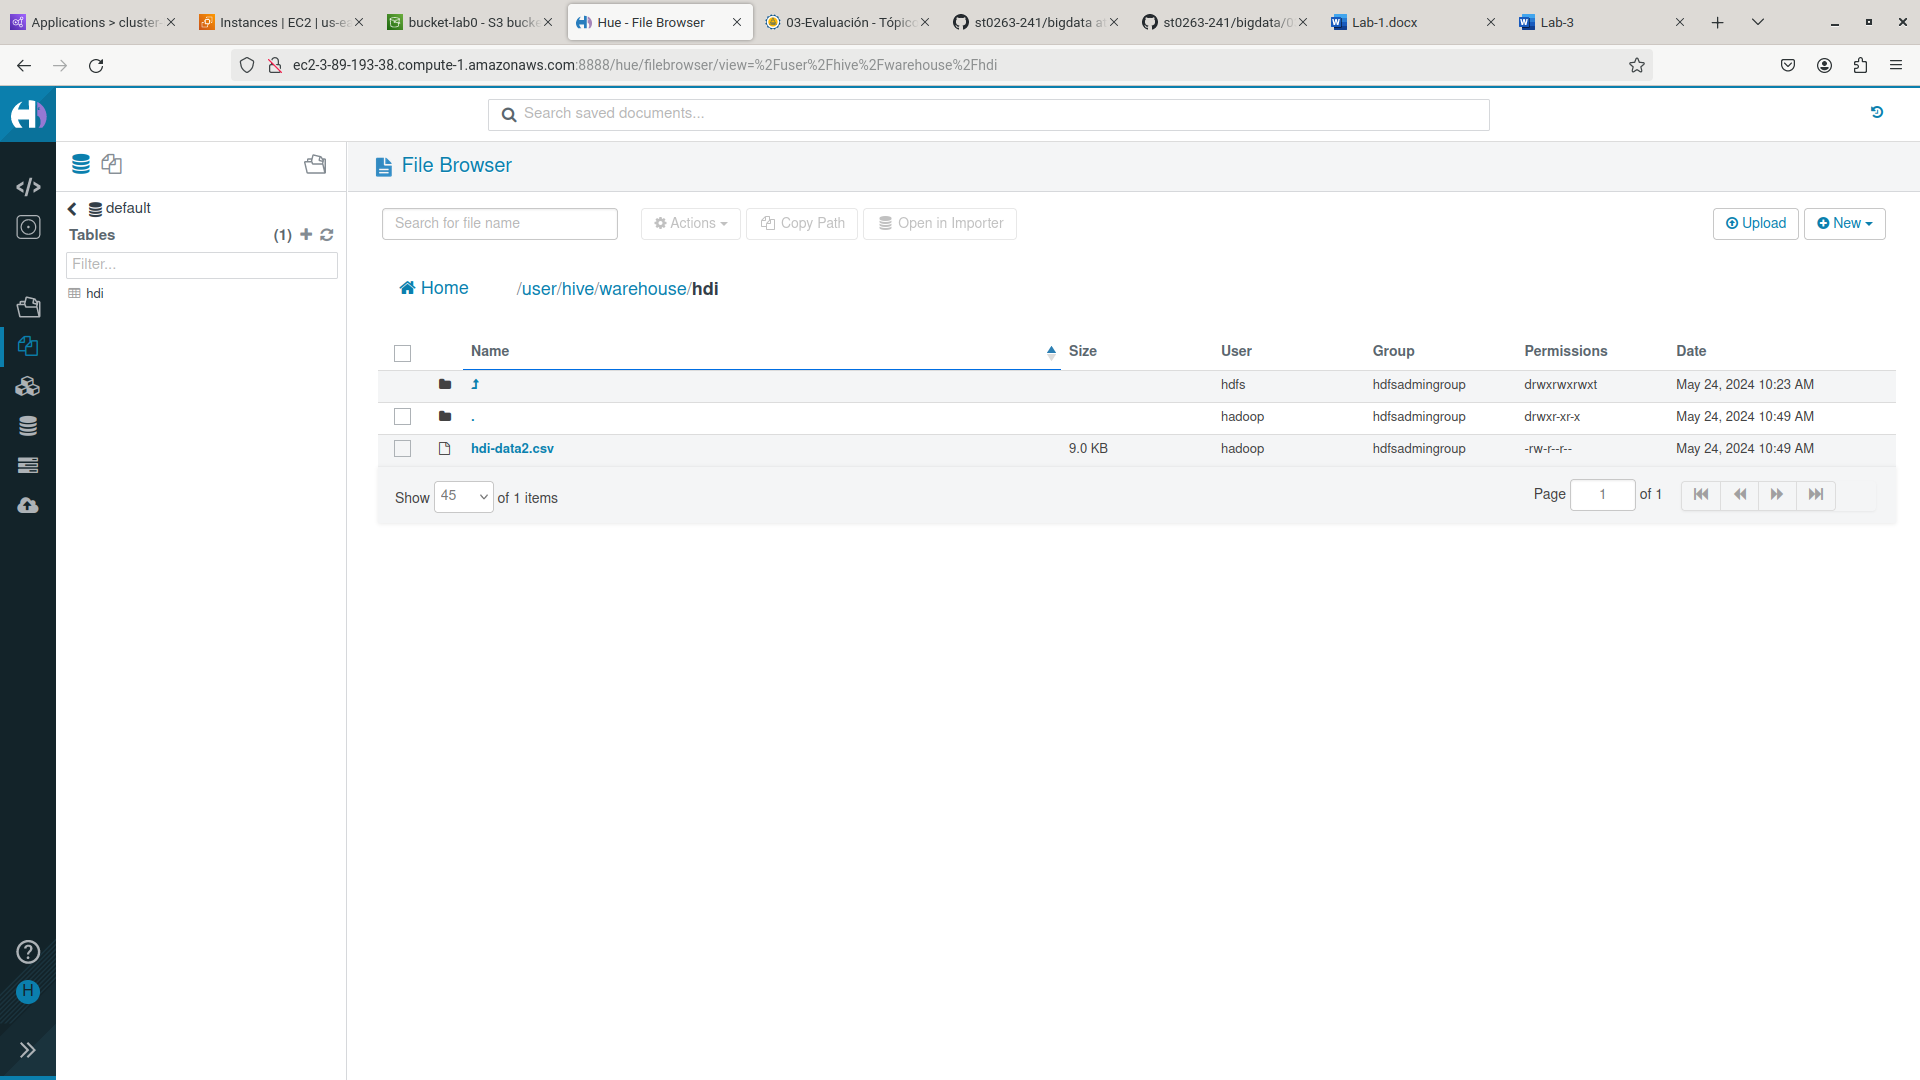 Applications > cluster-
Instances | EC2 | us-ea
bucket-lab0 - S3 bucke
Hue - File Browser
03-Evaluación - Tópic
st0263-241/bigdata a
st0263-241/bigdata/0
Lab-1.docx
Lab-3
ec2-3-89-193-38.compute-1.amazonaws.com:8888/hue/filebrowser/view=%2Fuser%2Fhive%2Fwarehouse%2Fhdi
Search saved documents...
default
Tables (1)
Filter...
hdi
File Browser
Search for file name
Actions
Copy Path
Open in Importer
Upload
New
Home /user/hive/warehouse/hdi
Name Size User Group Permissions Date
hdfs hdfsadmingroup drwxrwxrwxt May 24, 2024 10:23 AM
. hadoop hdfsadmingroup drwxr-xr-x May 24, 2024 10:49 AM
hdi-data2.csv 9.0 KB hadoop hdfsadmingroup -rw-r--r-- May 24, 2024 10:49 AM
Show 45 of 1 items
Page 1 of 1
H